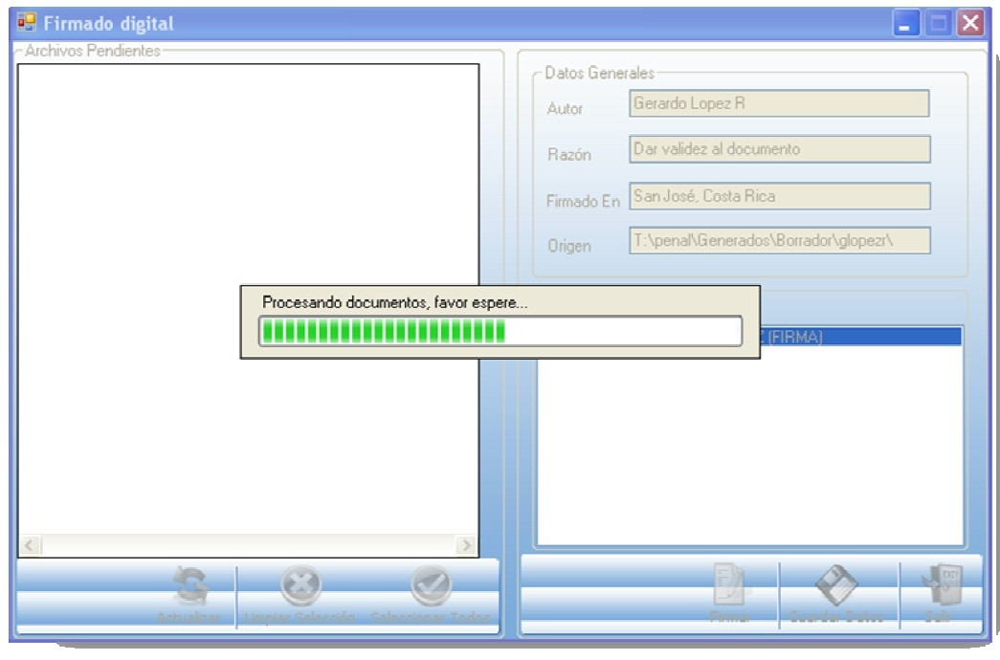 Firmado digital
Archivos Pendientes
Datos Generales
Autor
Gerardo Lopez R
Razón
Dar validez al documento
Firmado En
San José, Costa Rica
Origen
T:\penal\Generados\Borrador\glopezr\
Procesando documentos, favor espere...
(FIRMA)
Actualizar
Limpiar Selección
Seleccionar Todos
Firmar
Guardar Datos
EXIT
Salir